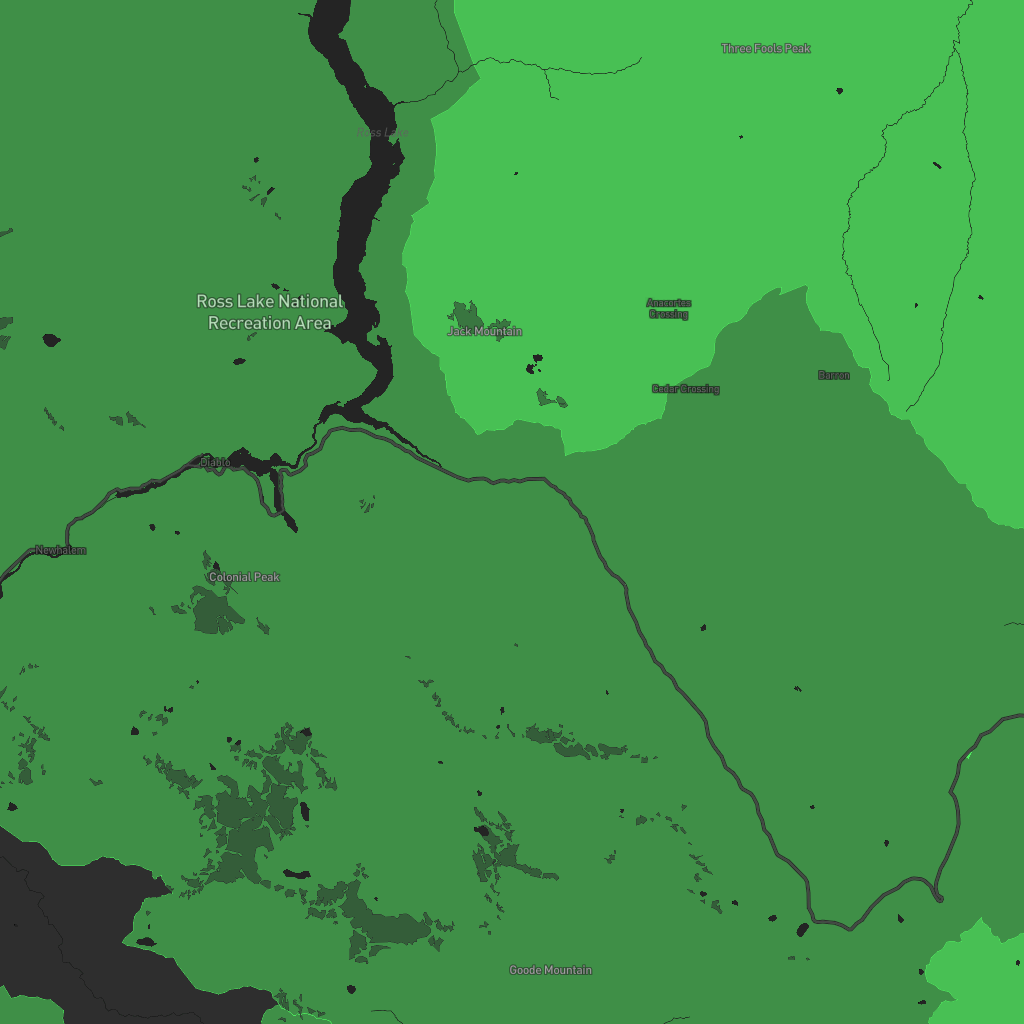 Three Fools Peak
Ross Lake
Ross Lake National
Recreation Area
Anacortes
Crossing
Jack Mountain
Barron
Cedar Crossing
Diablo
Newhalem
Colonial Peak
Goode Mountain